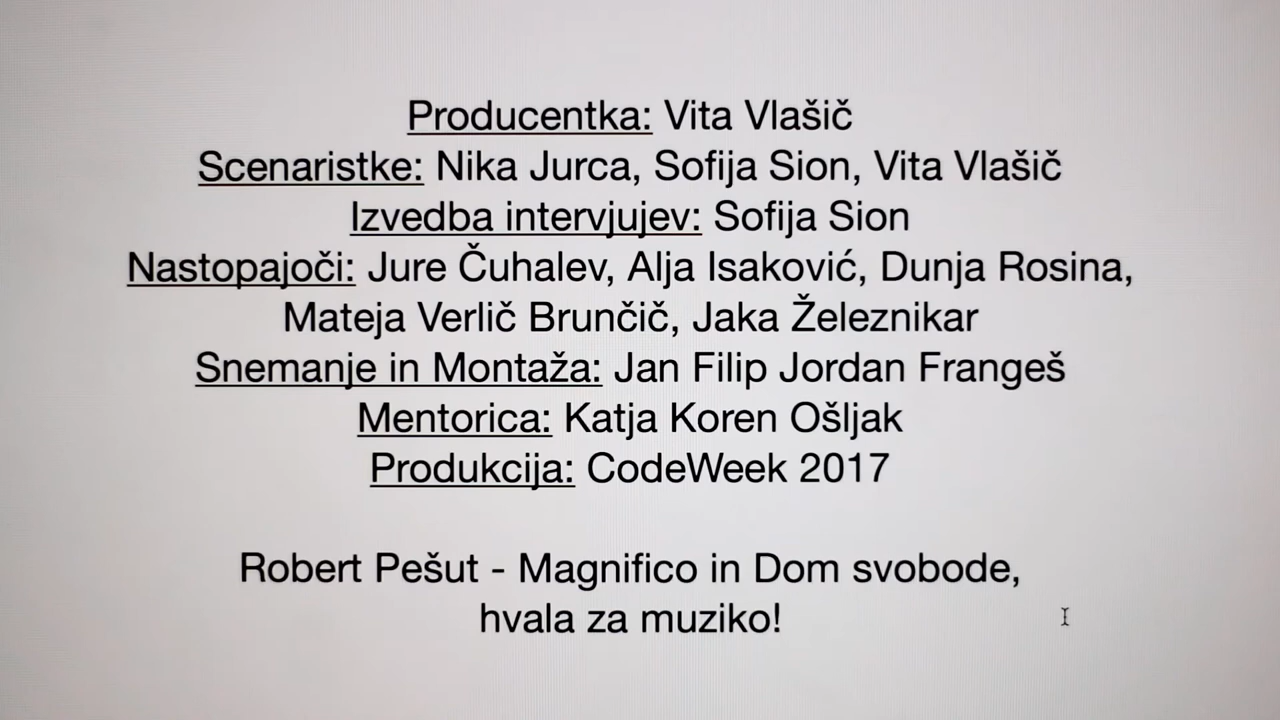 Producentka: Vita Vlašič
Scenaristke: Nika Jurca, Sofija Sion, Vita Vlašič
Izvedba intervjujev: Sofija Sion
Nastopajoči: Jure Čuhalev, Alja Isaković, Dunja Rosina,
Mateja Verlič Brunčič, Jaka Železnikar
Snemanje in Montaža: Jan Filip Jordan Frangeš
Mentorica: Katja Koren Ošljak
Produkcija: CodeWeek 2017
Robert Pešut - Magnifico in Dom svobode,
hvala za muziko!